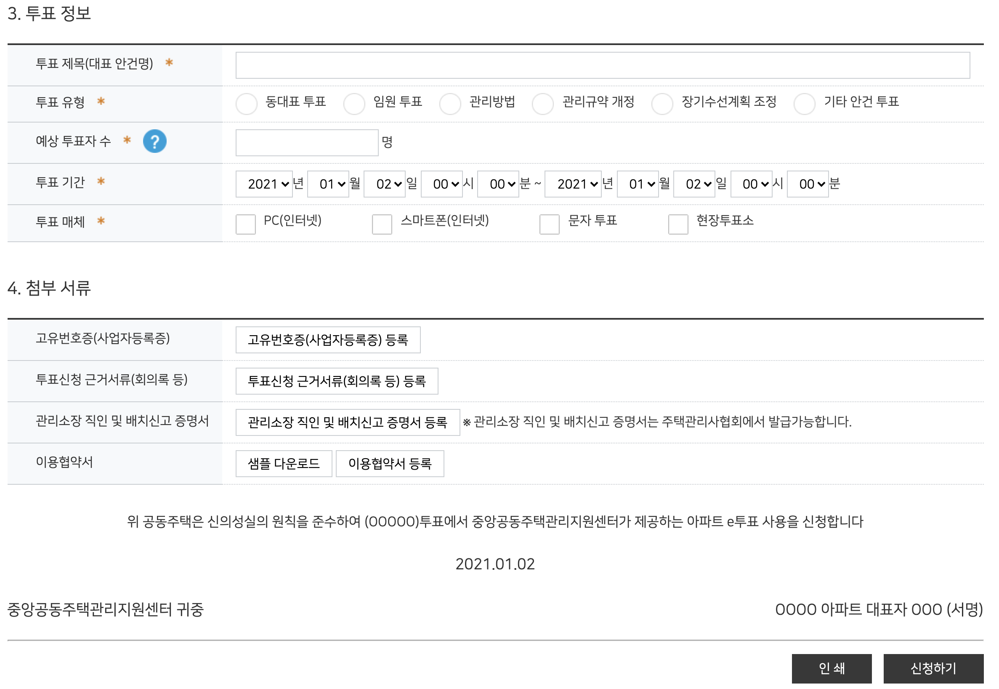 3. 투표 정보
투표 제목(대표 안건명) *
투표 유형 * 동대표 투표 임원 투표 관리방법 관리규약 개정 장기수선계획 조정 기타 안건 투표
예상 투표자 수 * ? 명
투표 기간 * 2021 년 01 월 02 일 00 시 00 분 ~ 2021 년 01 월 02 일 00 시 00 분
투표 매체 * PC(인터넷) 스마트폰(인터넷) 문자 투표 현장투표소
4. 첨부 서류
고유번호증(사업자등록증) 고유번호증(사업자등록증) 등록
투표신청 근거서류(회의록 등) 투표신청 근거서류(회의록 등) 등록
관리소장 직인 및 배치신고 증명서 관리소장 직인 및 배치신고 증명서 등록 ※ 관리소장 직인 및 배치신고 증명서는 주택관리사협회에서 발급가능합니다.
이용협약서 샘플 다운로드 이용협약서 등록
위 공동주택은 신의성실의 원칙을 준수하여 (OOOOO)투표에서 중앙공동주택관리지원센터가 제공하는 아파트 e투표 사용을 신청합니다
2021.01.02
중앙공동주택관리지원센터 귀중 OOOO 아파트 대표자 OOO (서명)
인 쇄 신청하기